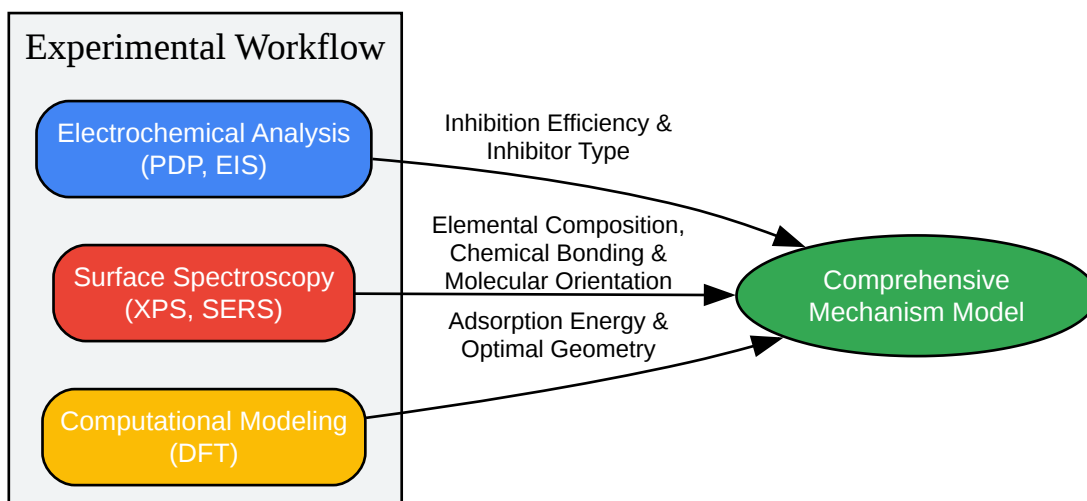 Experimental Workflow
Electrochemical Analysis
(PDP, EIS)
Inhibition Efficiency &
Inhibitor Type
Surface Spectroscopy
(XPS, SERS)
Elemental Composition,
Chemical Bonding &
Molecular Orientation
Computational Modeling
(DFT)
Adsorption Energy &
Optimal Geometry
Comprehensive
Mechanism Model